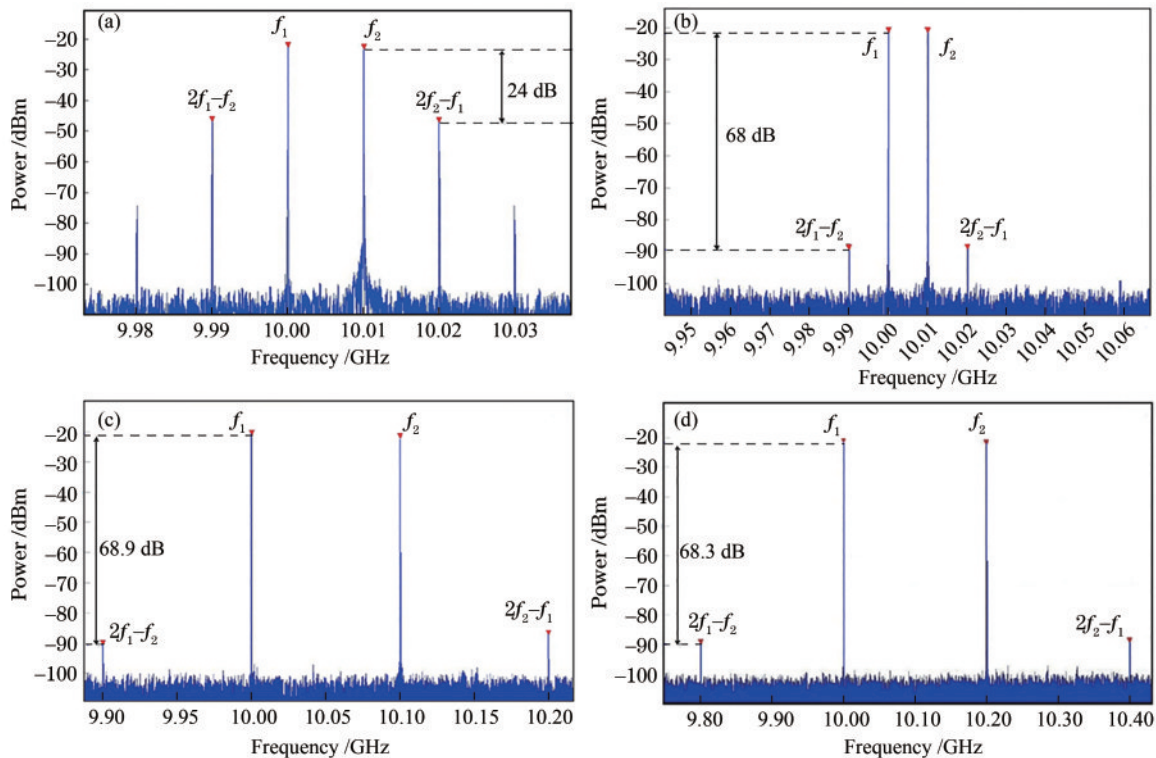 (a)
f₁
f₂
2f₁–f₂
2f₂–f₁
24 dB
Power /dBm
–20
–30
–40
–50
–60
–70
–80
–90
–100
9.98
9.99
10.00
10.01
10.02
10.03
Frequency /GHz
(b)
f₁
f₂
68 dB
2f₁–f₂
2f₂–f₁
Power /dBm
–20
–30
–40
–50
–60
–70
–80
–90
–100
9.95
9.96
9.97
9.98
9.99
10.00
10.01
10.02
10.03
10.04
10.05
10.06
Frequency /GHz
(c)
f₁
f₂
68.9 dB
2f₁–f₂
2f₂–f₁
Power /dBm
–20
–30
–40
–50
–60
–70
–80
–90
–100
9.90
9.95
10.00
10.05
10.10
10.15
10.20
Frequency /GHz
(d)
f₁
f₂
68.3 dB
2f₁–f₂
2f₂–f₁
Power /dBm
–20
–30
–40
–50
–60
–70
–80
–90
–100
9.80
9.90
10.00
10.10
10.20
10.30
10.40
Frequency /GHz